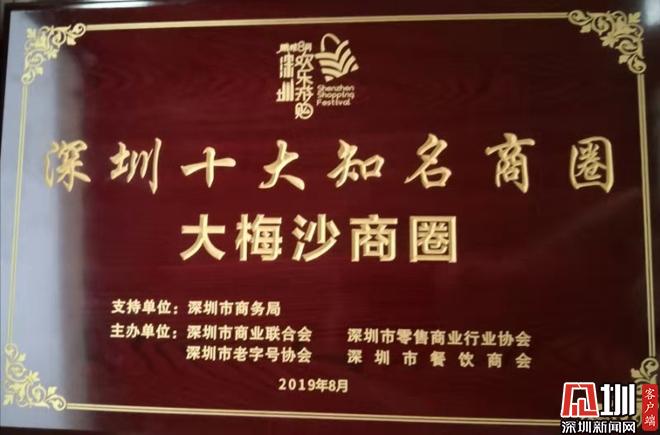 鹏城8月
深圳
欢乐荟购
Shenzhen
Shopping
Festival
深圳十大知名商圈
大梅沙商圈
支持单位：深圳市商务局
主办单位：深圳市商业联合会 深圳市零售商业行业协会
深圳市老字号协会 深圳市餐饮商会
2019年8月
深圳
客户端
深圳新闻网